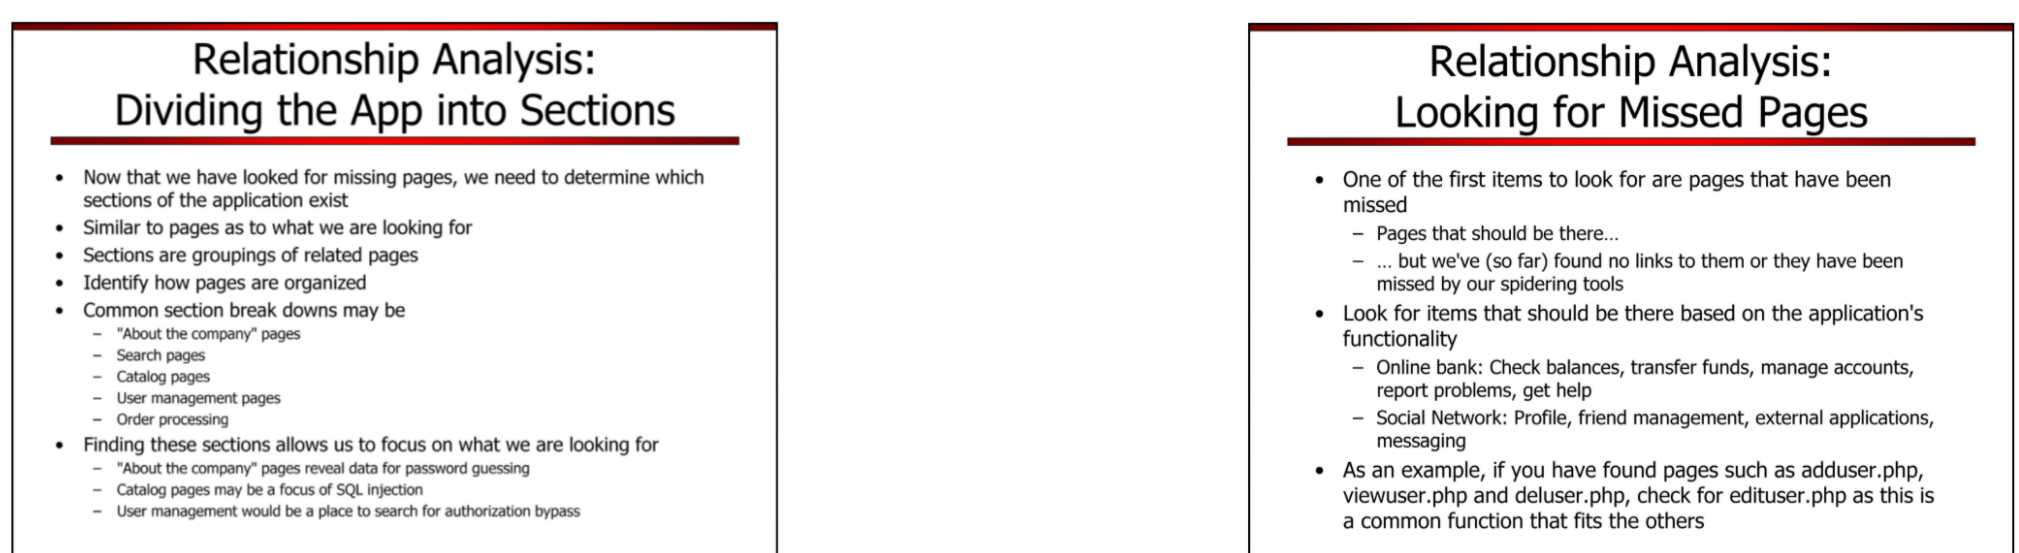 Relationship Analysis:
Dividing the App into Sections
• Now that we have looked for missing pages, we need to determine which
sections of the application exist
• Similar to pages as to what we are looking for
• Sections are groupings of related pages
• Identify how pages are organized
• Common section break downs may be
– "About the company" pages
– Search pages
– Catalog pages
– User management pages
– Order processing
• Finding these sections allows us to focus on what we are looking for
– "About the company" pages reveal data for password guessing
– Catalog pages may be a focus of SQL injection
– User management would be a place to search for authorization bypass
Relationship Analysis:
Looking for Missed Pages
• One of the first items to look for are pages that have been
missed
– Pages that should be there...
– ... but we've (so far) found no links to them or they have been
missed by our spidering tools
• Look for items that should be there based on the application's
functionality
– Online bank: Check balances, transfer funds, manage accounts,
report problems, get help
– Social Network: Profile, friend management, external applications,
messaging
• As an example, if you have found pages such as adduser.php,
viewuser.php and deluser.php, check for edituser.php as this is
a common function that fits the others